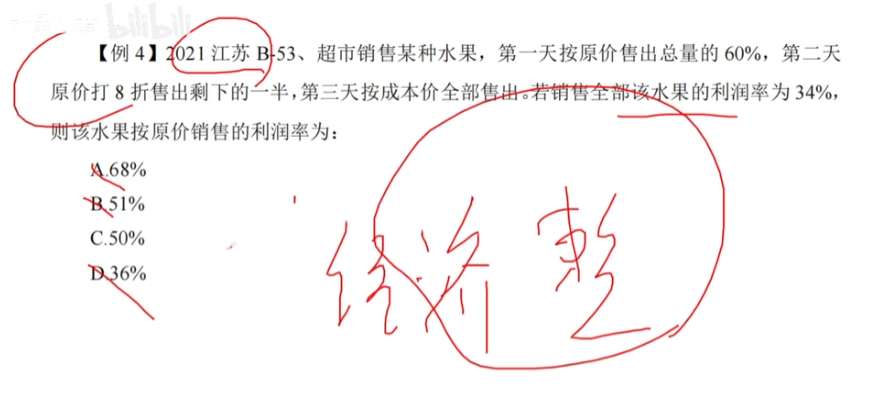 bilibili
【例 4】2021 江苏 B-53、超市销售某种水果，第一天按原价售出总量的 60%，第二天
原价打 8 折售出剩下的一半，第三天按成本价全部售出。若销售全部该水果的利润率为 34%，
则该水果按原价销售的利润率为：
A.68%
B.51%
C.50%
D.36%
经济